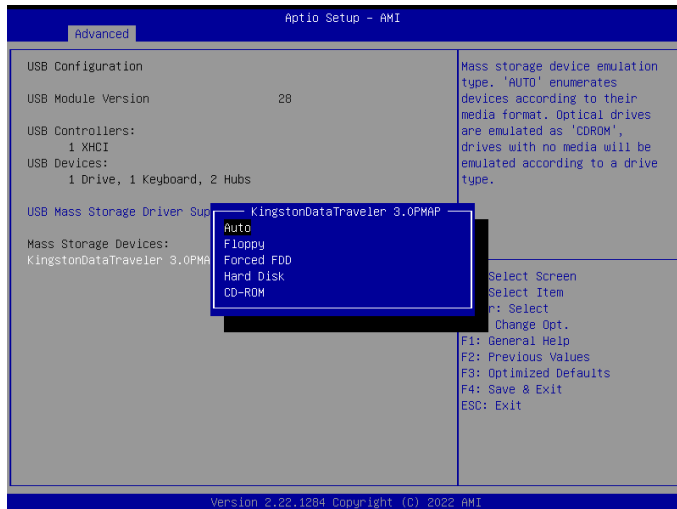 Aptio Setup - AMI
Advanced
USB Configuration
USB Module Version 28
USB Controllers:
1 XHCI
USB Devices:
1 Drive, 1 Keyboard, 2 Hubs
USB Mass Storage Driver Sup
Mass Storage Devices:
KingstonDataTraveler 3.0PMA
KingstonDataTraveler 3.0PMAP
Auto
Floppy
Forced FDD
Hard Disk
CD-ROM
Mass storage device emulation
type. 'AUTO' enumerates
devices according to their
media format. Optical drives
are emulated as 'CDROM',
drives with no media will be
emulated according to a drive
type.
Select Screen
Select Item
r: Select
Change Opt.
F1: General Help
F2: Previous Values
F3: Optimized Defaults
F4: Save & Exit
ESC: Exit
Version 2.22.1284 Copyright (C) 2022 AMI